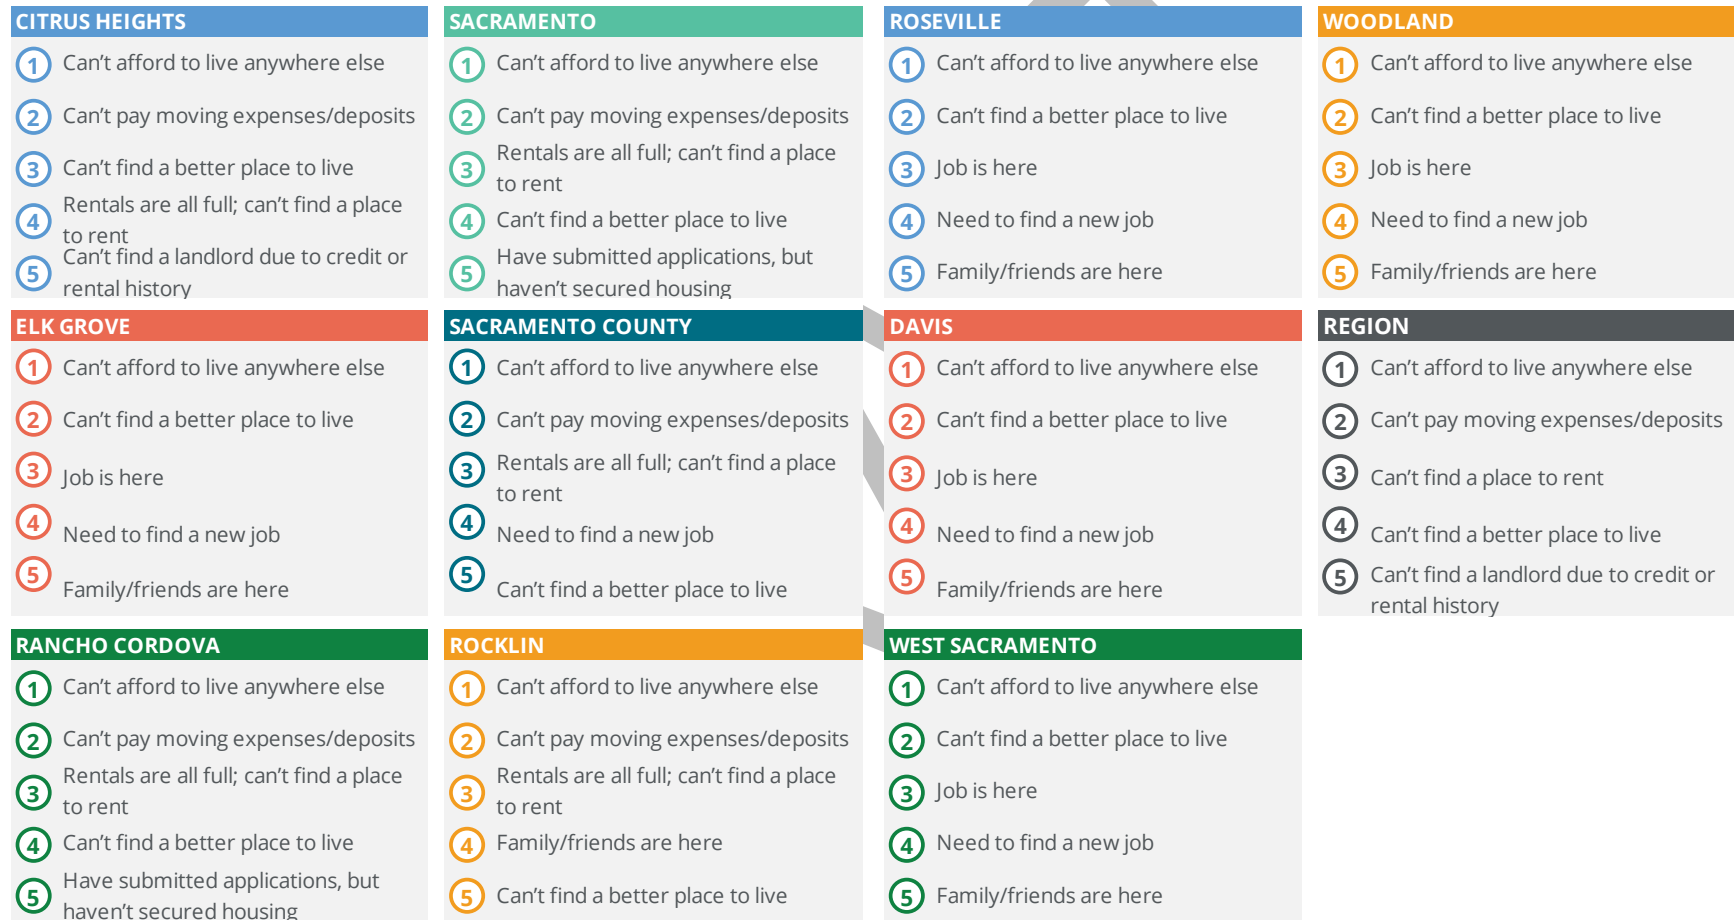 CITRUS HEIGHTS
1 Can't afford to live anywhere else
2 Can't pay moving expenses/deposits
3 Can't find a better place to live
4 Rentals are all full; can't find a place
to rent
5 Can't find a landlord due to credit or
rental history
SACRAMENTO
1 Can't afford to live anywhere else
2 Can't pay moving expenses/deposits
3 Rentals are all full; can't find a place
to rent
4 Can't find a better place to live
5 Have submitted applications, but
haven't secured housing
ROSEVILLE
1 Can't afford to live anywhere else
2 Can't find a better place to live
3 Job is here
4 Need to find a new job
5 Family/friends are here
WOODLAND
1 Can't afford to live anywhere else
2 Can't find a better place to live
3 Job is here
4 Need to find a new job
5 Family/friends are here
ELK GROVE
1 Can't afford to live anywhere else
2 Can't find a better place to live
3 Job is here
4 Need to find a new job
5 Family/friends are here
SACRAMENTO COUNTY
1 Can't afford to live anywhere else
2 Can't pay moving expenses/deposits
3 Rentals are all full; can't find a place
to rent
4 Need to find a new job
5 Can't find a better place to live
DAVIS
1 Can't afford to live anywhere else
2 Can't find a better place to live
3 Job is here
4 Need to find a new job
5 Family/friends are here
REGION
1 Can't afford to live anywhere else
2 Can't pay moving expenses/deposits
3 Can't find a place to rent
4 Can't find a better place to live
5 Can't find a landlord due to credit or
rental history
RANCHO CORDOVA
1 Can't afford to live anywhere else
2 Can't pay moving expenses/deposits
3 Rentals are all full; can't find a place
to rent
4 Can't find a better place to live
5 Have submitted applications, but
haven't secured housing
ROCKLIN
1 Can't afford to live anywhere else
2 Can't pay moving expenses/deposits
3 Rentals are all full; can't find a place
to rent
4 Family/friends are here
5 Can't find a better place to live
WEST SACRAMENTO
1 Can't afford to live anywhere else
2 Can't find a better place to live
3 Job is here
4 Need to find a new job
5 Family/friends are here